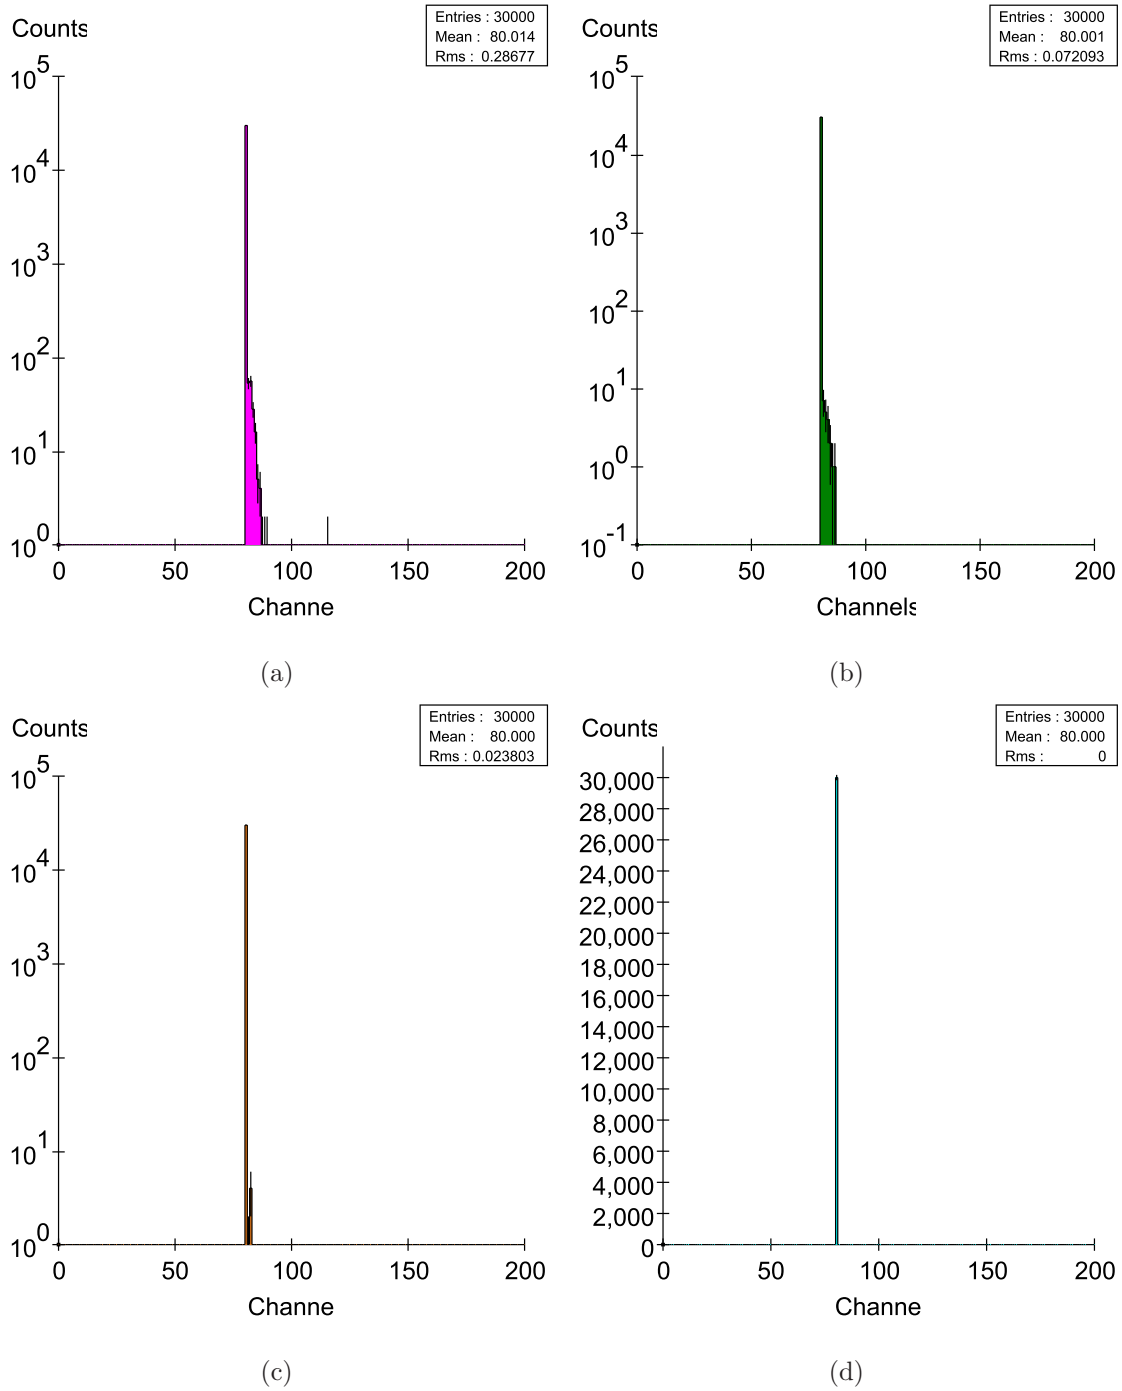 Counts
Entries : 30000
Mean : 80.014
Rms : 0.28677
10^5
10^4
10^3
10^2
10^1
10^0
0 50 100 150 200
Channe
(a)
Counts
Entries : 30000
Mean : 80.001
Rms : 0.072093
10^5
10^4
10^3
10^2
10^1
10^0
10^-1
0 50 100 150 200
Channels
(b)
Counts
Entries : 30000
Mean : 80.000
Rms : 0.023803
10^5
10^4
10^3
10^2
10^1
10^0
0 50 100 150 200
Channe
(c)
Counts
Entries : 30000
Mean : 80.000
Rms : 0
30,000
28,000
26,000
24,000
22,000
20,000
18,000
16,000
14,000
12,000
10,000
8,000
6,000
4,000
2,000
0
0 50 100 150 200
Channe
(d)